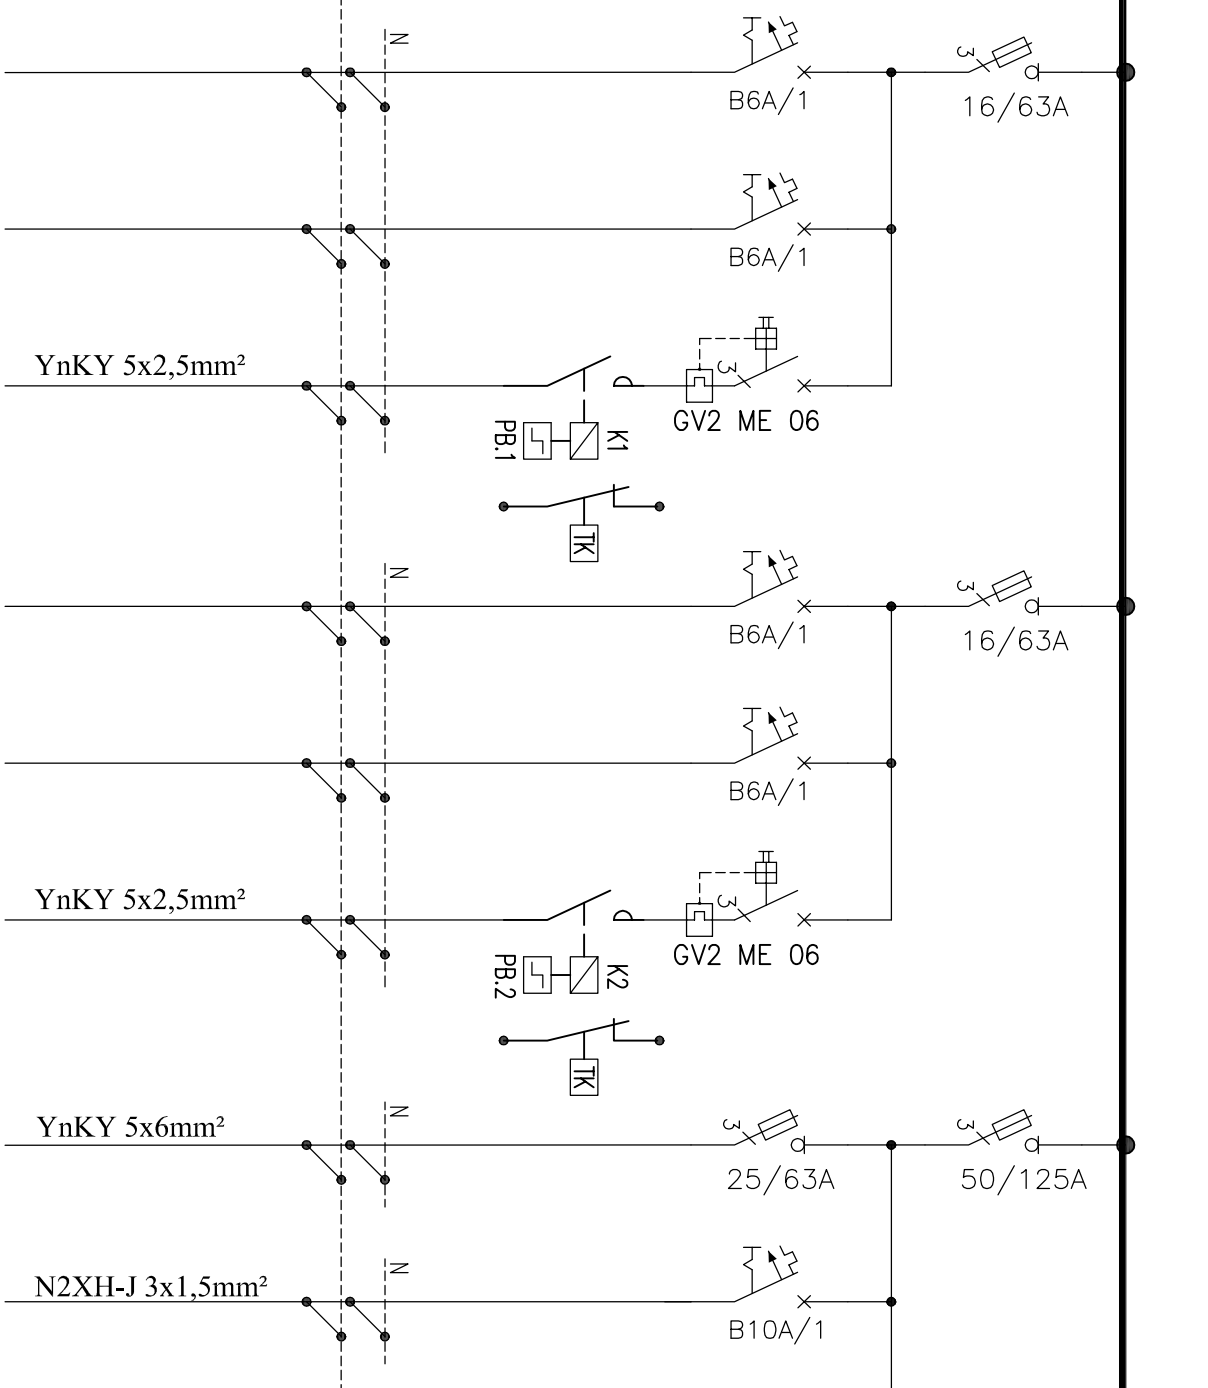 N
B6A/1
3
16/63A
B6A/1
YnKY 5x2,5mm²
3
GV2 ME 06
PB.1
K1
TK
N
B6A/1
3
16/63A
B6A/1
YnKY 5x2,5mm²
3
GV2 ME 06
PB.2
K2
TK
N
YnKY 5x6mm²
3
25/63A
3
50/125A
N
N2XH-J 3x1,5mm²
B10A/1